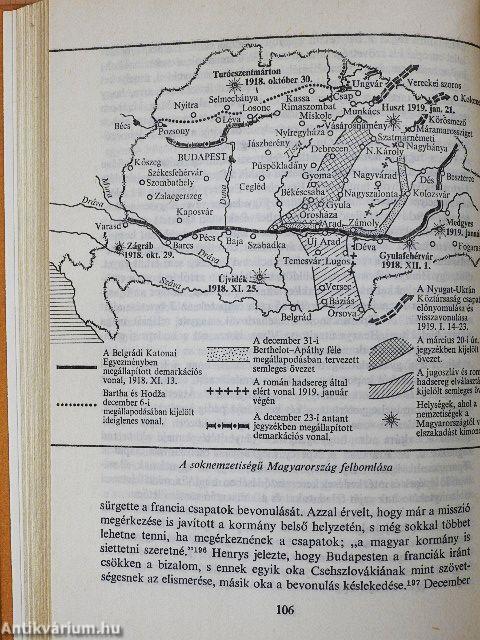 Turócszentmárton
1918. október 30.
Nyitra
Selmecbánya
Losonc
Léva
Kassa
Rimaszombat
Miskolc
Ungvár
Csap
Munkács
Vereckei szoros
Huszt 1919. jan. 21.
Kőrösmező
Máramarossziget
Bécs
Pozsony
Nyíregyháza
Vásárosnamény
Szatmárnémeti
Nagybánya
Jászberény
BUDAPEST
Debrecen
N.Károly
Kőszeg
Székesfehérvár
Szombathely
Zalaegerszeg
Püspökladány
Gyoma
Nagyvárad
Dés
Beszterce
Mura
Duna
Tisza
Cegléd
Békéscsaba
Gyula
Nagyszalonta
Kolozsvár
Kaposvár
Orosháza
Dráva
Varasd
Arad
Zámoly
Medgyes
1919. január
Zágráb
1918. okt. 29.
Barcs
Pécs
Baja
Szabadka
Új Arad
Déva
Gyulafehérvár
1918. XII. 1.
Fogaras
Dráva
Újvidék
1918. XI. 25.
Temesvár
Lugos
Száva
Versec
Báziás
Orsova
Belgrád
A Belgrádi Katonai
Egyezményben
megállapított demarkációs
vonal, 1918. XI. 13.
Bartha és Hodža
december 6-i
megállapodásában kijelölt
ideiglenes vonal.
A december 31-i
Berthelot–Apáthy féle
megállapodásban tervezett
semleges övezet
A román hadsereg által
elért vonal 1919. január
végén
A december 23-i antant
jegyzékben megállapított
demarkációs vonal.
A Nyugat-Ukrán
Köztársaság csapatai
előnyomulása és
visszavonulása
1919. I. 14-23.
A március 20-i
jegyzékben kijelölt
övezet.
A jugoszláv és román
hadsereg
kijelölt semleges
Helységek, ahol a
nemzetiségek a
Magyarországtól
elszakadást
A soknemzetiségű Magyarország felbomlása
sürgette a francia csapatok bevonulását. Azzal érvelt, hogy már a misszió
megérkezése is javított a kormány belső helyzetén, s még sokkal többet
lehetne tenni, ha megérkeznének a csapatok; „a magyar kormány is
siettetni szeretné."196 Henrys jelezte, hogy Budapesten a franciák iránt
csökken a bizalom, s ennek egyik oka Csehszlovákiának mint szövet-
ségesnek az elismerése, másik oka a bevonulás késlekedése.197 December
106
Antikvárium.hu